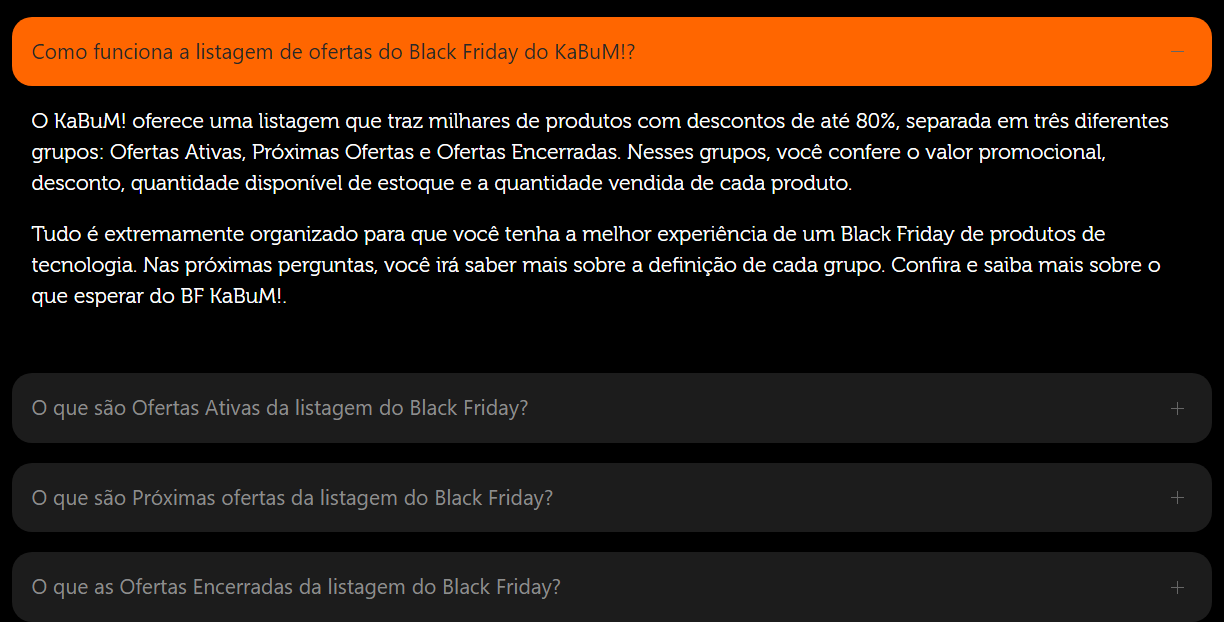 Como funciona a listagem de ofertas do Black Friday do KaBuM!?
O KaBuM! oferece uma listagem que traz milhares de produtos com descontos de até 80%, separada em três diferentes
grupos: Ofertas Ativas, Próximas Ofertas e Ofertas Encerradas. Nesses grupos, você confere o valor promocional,
desconto, quantidade disponível de estoque e a quantidade vendida de cada produto.
Tudo é extremamente organizado para que você tenha a melhor experiência de um Black Friday de produtos de
tecnologia. Nas próximas perguntas, você irá saber mais sobre a definição de cada grupo. Confira e saiba mais sobre o
que esperar do BF KaBuM!.
O que são Ofertas Ativas da listagem do Black Friday?
O que são Próximas ofertas da listagem do Black Friday?
O que as Ofertas Encerradas da listagem do Black Friday?